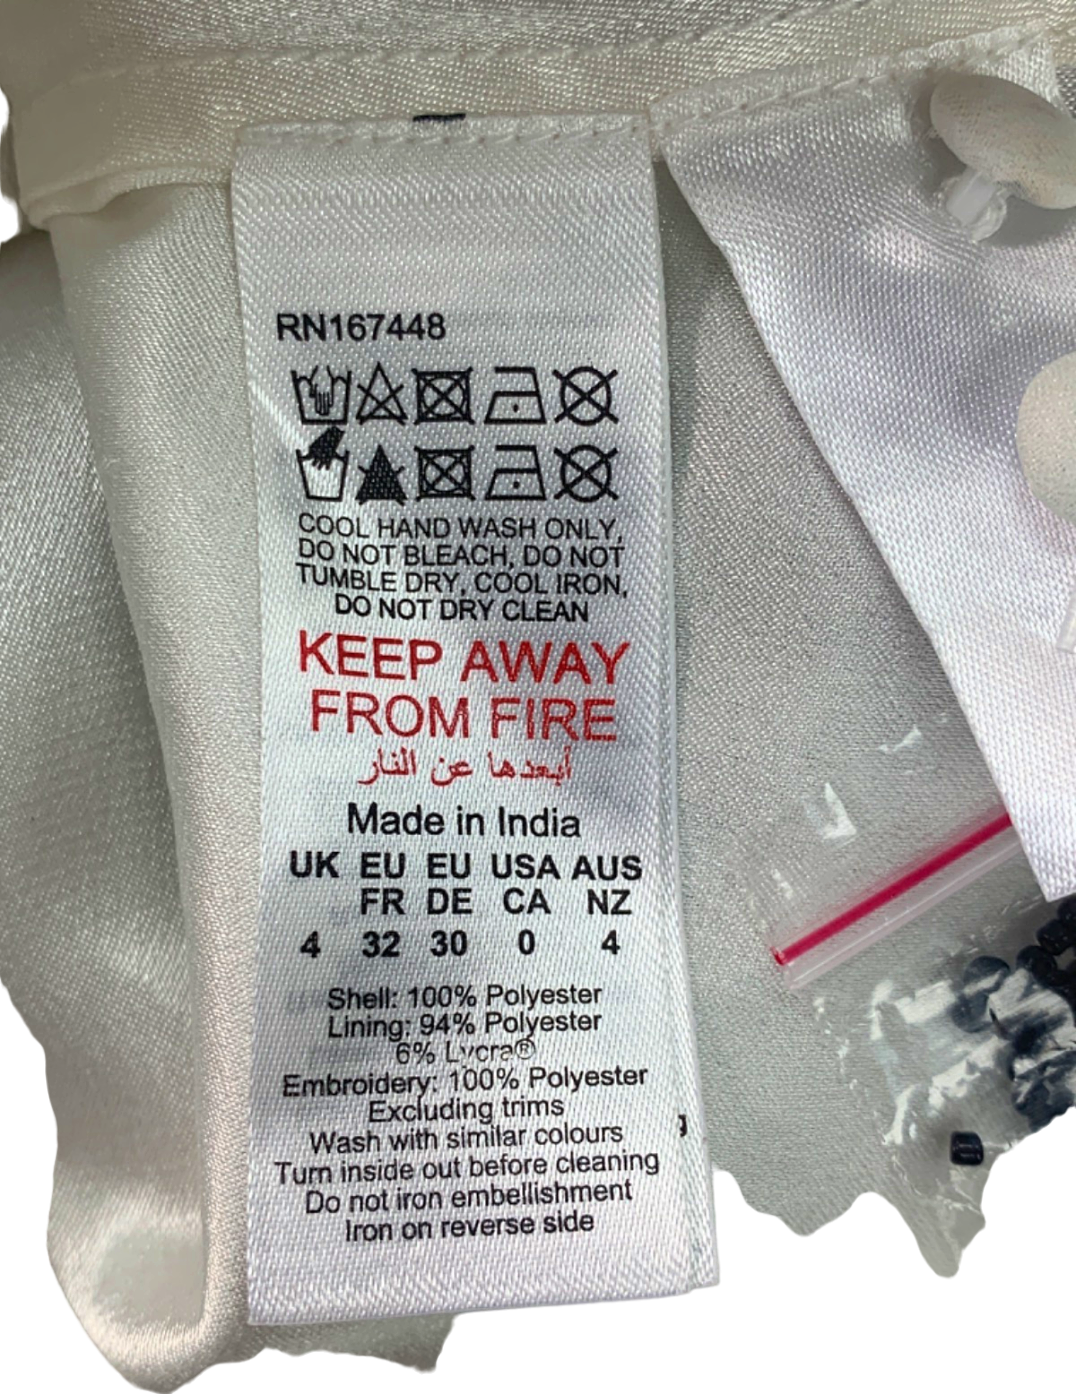 RN167448
COOL HAND WASH ONLY,
DO NOT BLEACH, DO NOT
TUMBLE DRY, COOL IRON,
DO NOT DRY CLEAN
KEEP AWAY
FROM FIRE
أبعدها عن النار
Made in India
UK EU EU USA AUS
FR DE CA NZ
4 32 30 0 4
Shell: 100% Polyester
Lining: 94% Polyester
6% Lycra®
Embroidery: 100% Polyester
Excluding trims
Wash with similar colours
Turn inside out before cleaning
Do not iron embellishment
Iron on reverse side